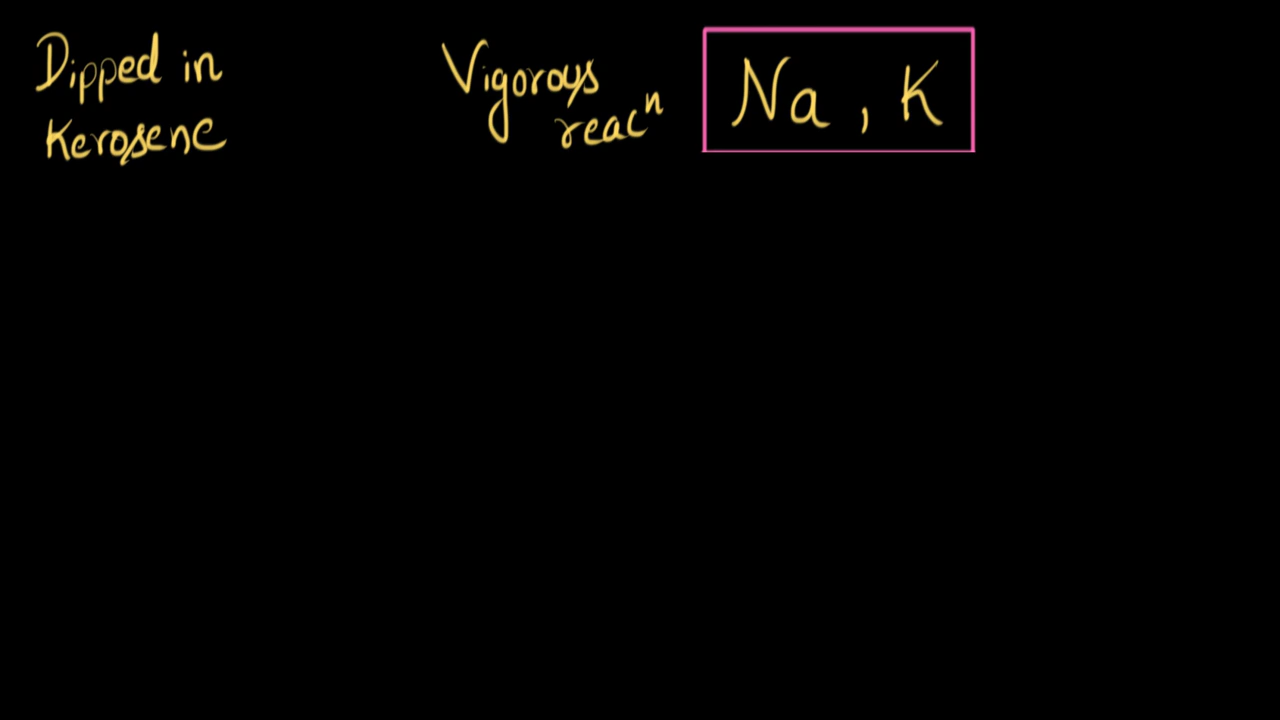 Dipped in
Kerosene
Vigorous
reacⁿ
Na, K